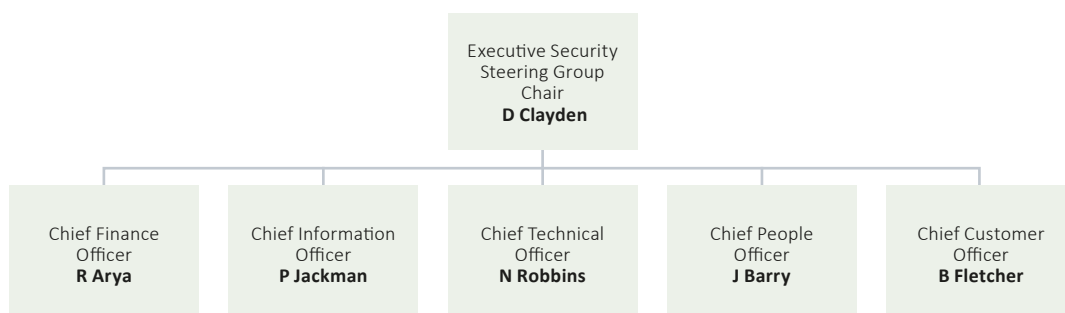 Executive Security
Steering Group
Chair
D Clayden
Chief Finance
Officer
R Arya
Chief Information
Officer
P Jackman
Chief Technical
Officer
N Robbins
Chief People
Officer
J Barry
Chief Customer
Officer
B Fletcher